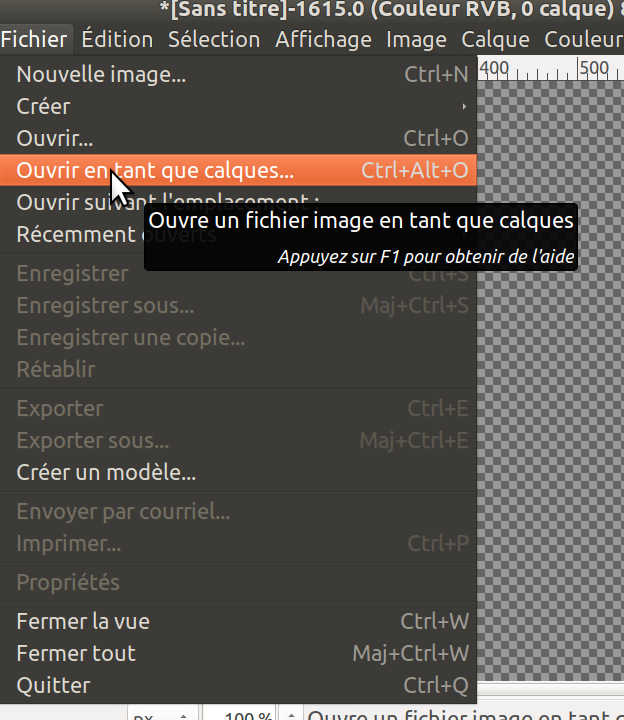 *[Sans titre]-1615.0 (Couleur RVB, 0 calque)
Fichier Édition Sélection Affichage Image Calque Couleur
400 500
Nouvelle image... Ctrl+N
Créer
Ouvrir... Ctrl+O
Ouvrir en tant que calques... Ctrl+Alt+O
Ouvrir suivant l'emplacement :
Ouvre un fichier image en tant que calques
Récemment ouverts
Appuyez sur F1 pour obtenir de l'aide
Enregistrer Ctrl+S
Enregistrer sous... Maj+Ctrl+S
Enregistrer une copie...
Rétablir
Exporter Ctrl+E
Exporter sous... Maj+Ctrl+E
Créer un modèle...
Envoyer par courriel...
Imprimer... Ctrl+P
Propriétés
Fermer la vue Ctrl+W
Fermer tout Maj+Ctrl+W
Quitter Ctrl+Q
px 100 % Ouvre un fichier image en tant